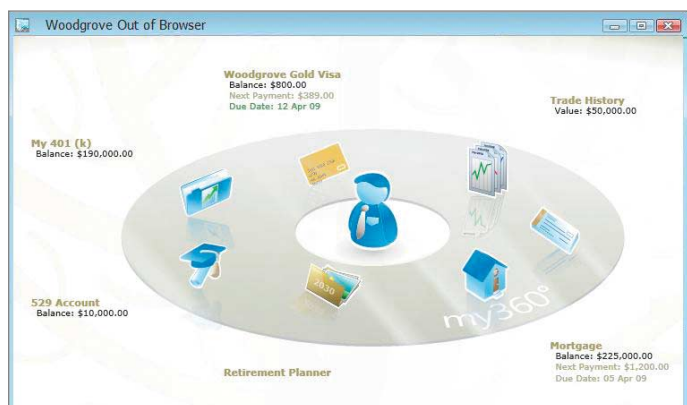 Woodgrove Out of Browser
Woodgrove Gold Visa
Balance: $800.00
Next Payment: $389.00
Due Date: 12 Apr 09
Trade History
Value: $50,000.00
My 401 (k)
Balance: $190,000.00
2030
529 Account
Balance: $10,000.00
my360°
Mortgage
Balance: $225,000.00
Next Payment: $1,200.00
Due Date: 05 Apr 09
Retirement Planner